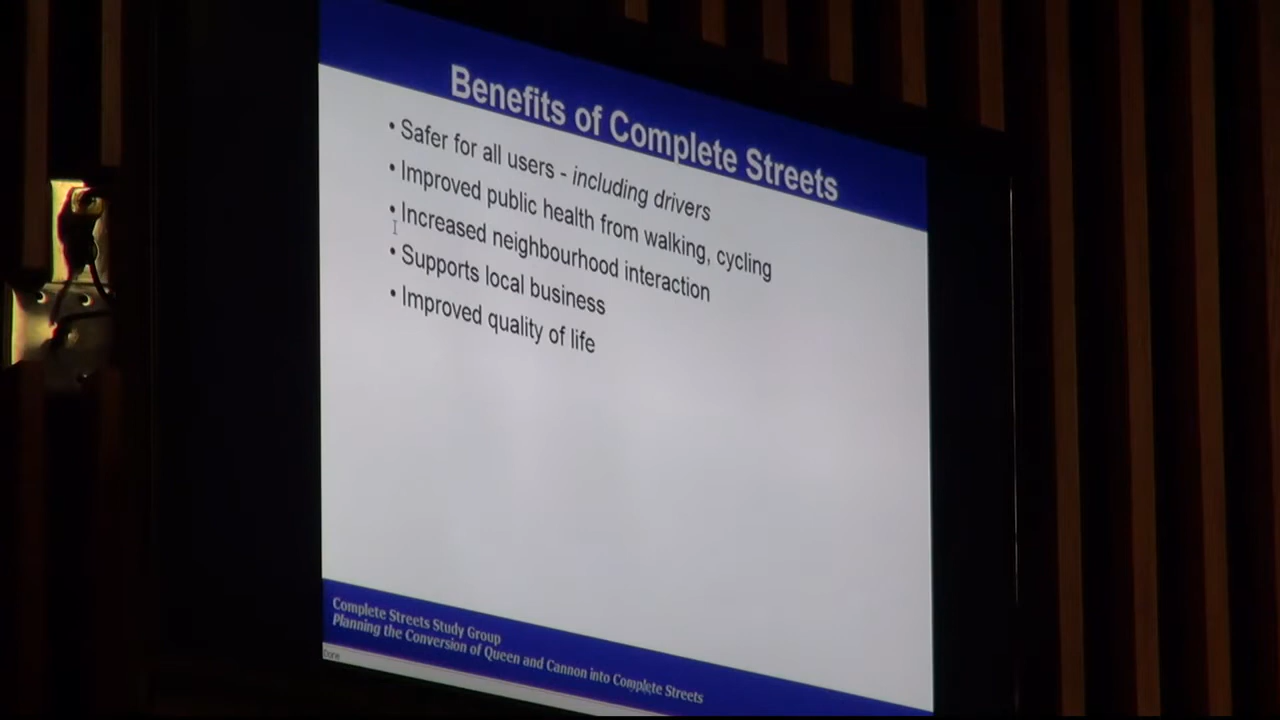 Benefits of Complete Streets
• Safer for all users - including drivers
• Improved public health from walking, cycling
• Increased neighbourhood interaction
• Supports local business
• Improved quality of life
Complete Streets Study Group
Planning the Conversion of Queen and Cannon into Complete Streets
Done